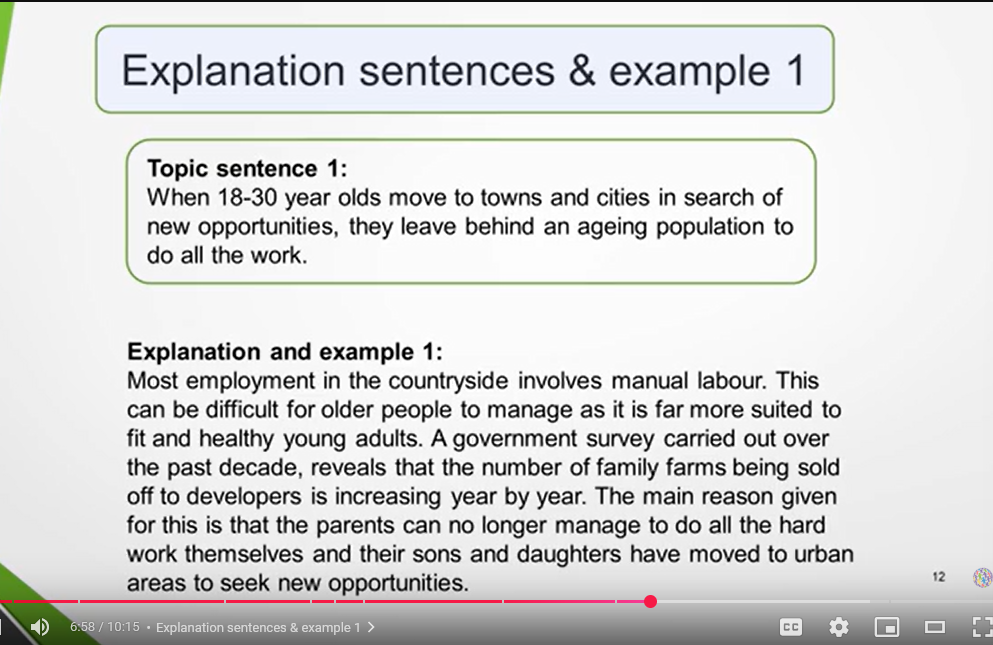 Explanation sentences & example 1
Topic sentence 1:
When 18-30 year olds move to towns and cities in search of
new opportunities, they leave behind an ageing population to
do all the work.
Explanation and example 1:
Most employment in the countryside involves manual labour. This
can be difficult for older people to manage as it is far more suited to
fit and healthy young adults. A government survey carried out over
the past decade, reveals that the number of family farms being sold
off to developers is increasing year by year. The main reason given
for this is that the parents can no longer manage to do all the hard
work themselves and their sons and daughters have moved to urban
areas to seek new opportunities.
12
6:58 / 10:15 • Explanation sentences & example 1
CC